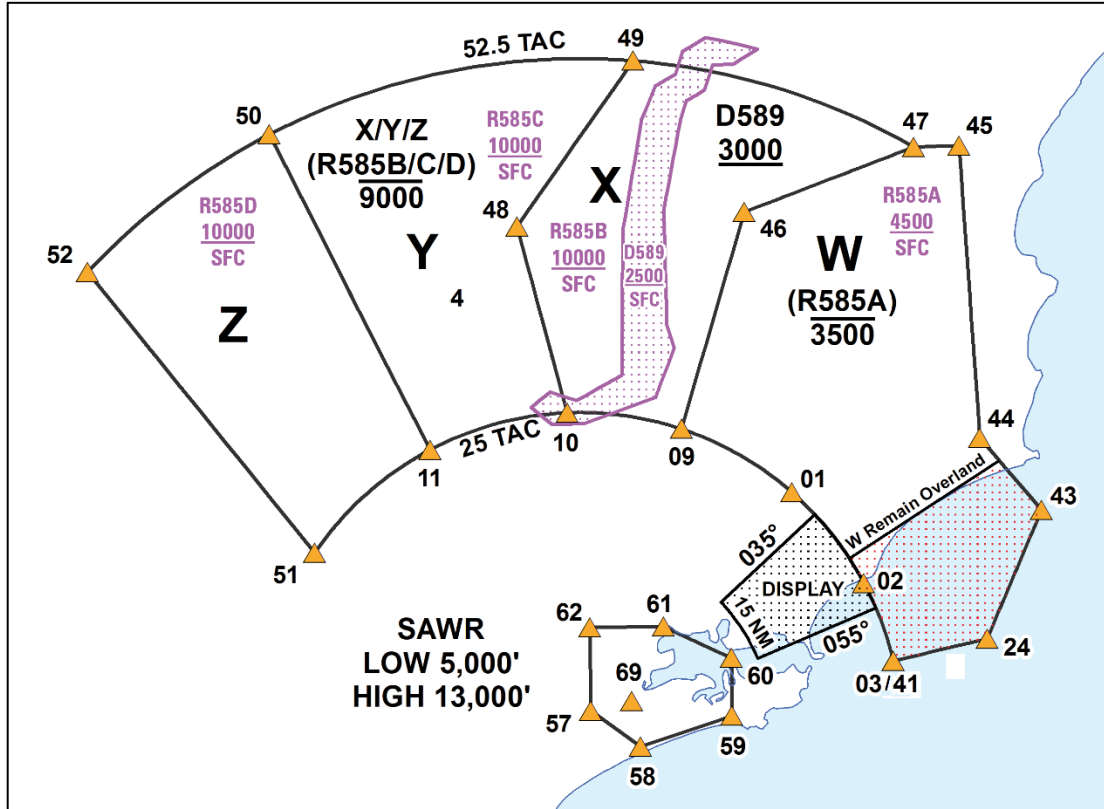 52.5 TAC
49
50
X/Y/Z
(R585B/C/D)
9000
R585C
10000
SFC
D589
3000
47
45
R585D
10000
SFC
48
X
46
R585A
4500
SFC
52
Y
R585B
10000
SFC
D589
2500
SFC
W
(R585A)
3500
4
Z
25 TAC
10
09
44
11
01
W Remain Overland
43
51
035°
DISPLAY
02
15 NM
055°
62
61
SAWR
LOW 5,000'
HIGH 13,000'
60
24
03/41
69
57
59
58